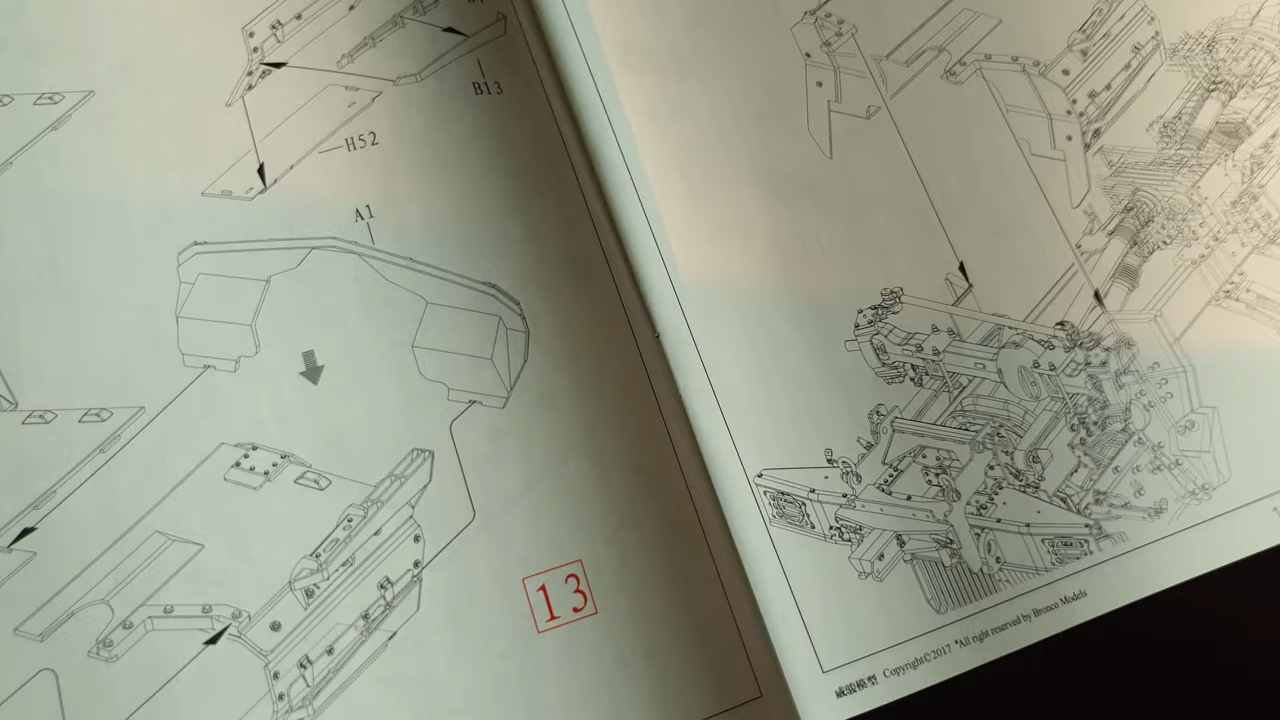 B13
H52
A1
13
威骏模型 Copyright©2017 *All right reserved by Bronco Models